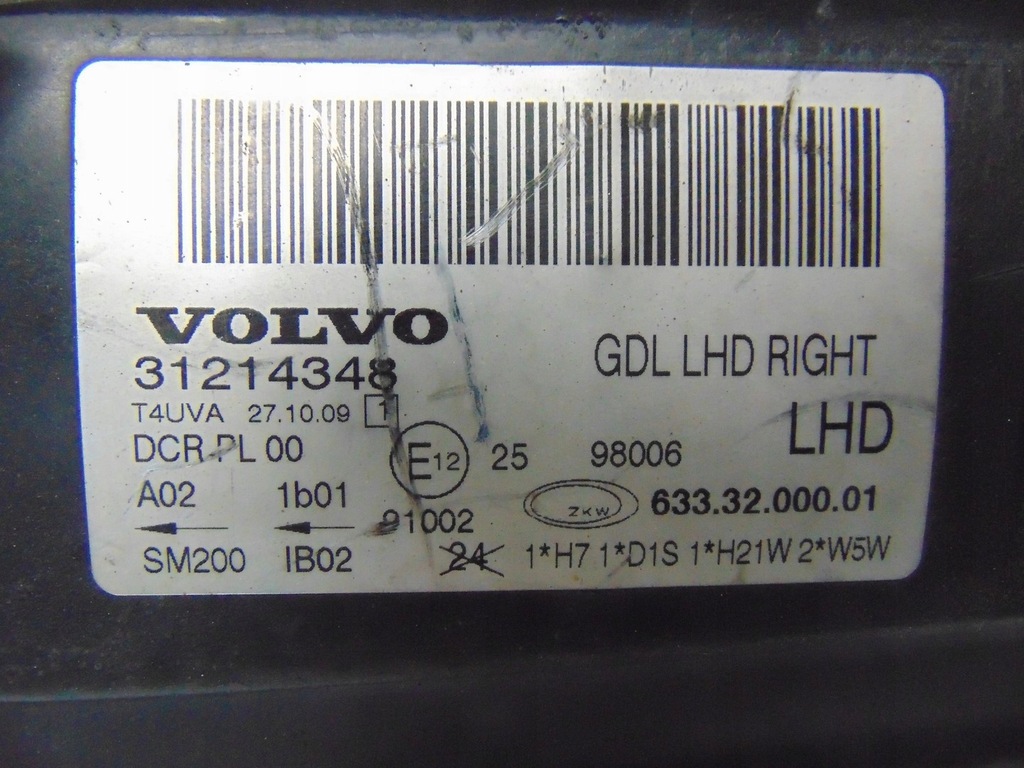 VOLVO
31214348
GDL LHD RIGHT
T4UVA 27.10.09 1
LHD
DCR PL 00
E12 25 98006
A02 1b01
ZKW 633.32.000.01
91002
SM200 IB02 24 1*H7 1*D1S 1*H21W 2*W5W